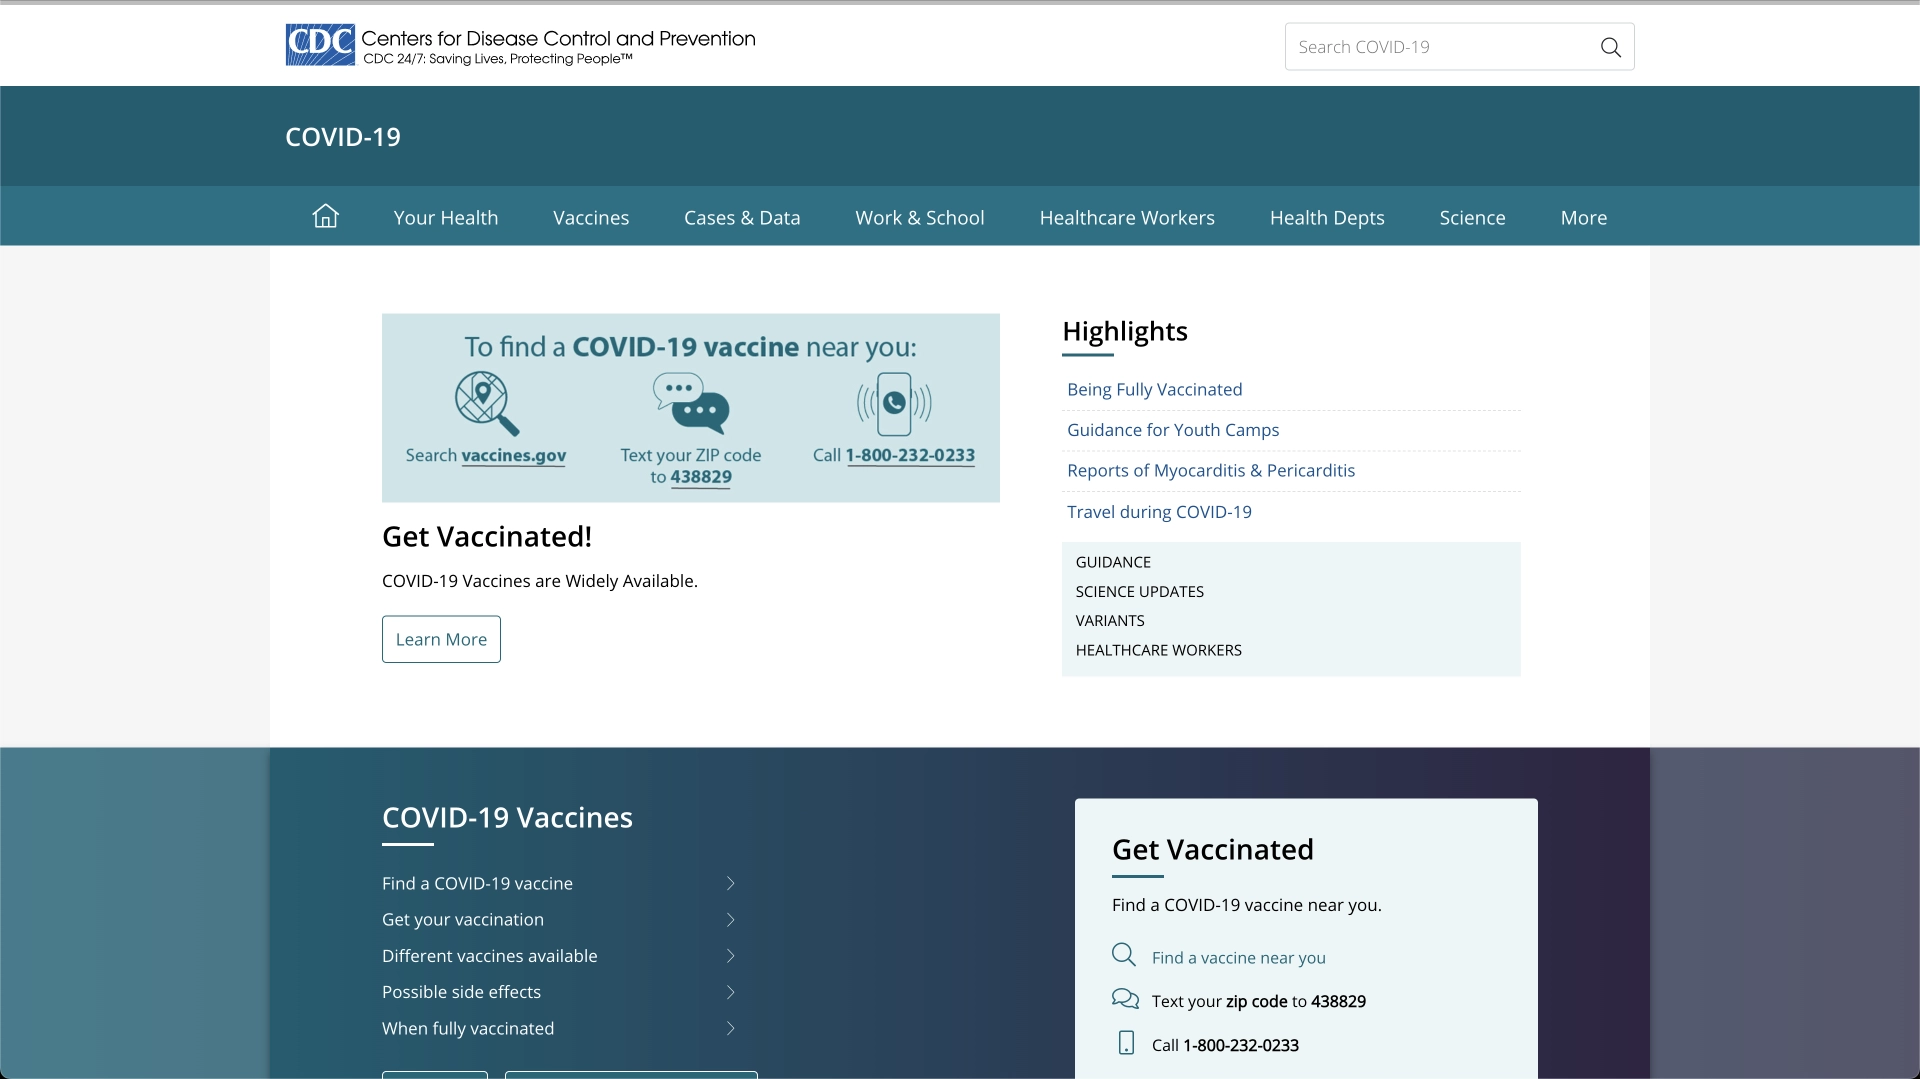 CDC Centers for Disease Control and Prevention
CDC 24/7: Saving Lives, Protecting People™
Search COVID-19
COVID-19
Your Health Vaccines Cases & Data Work & School Healthcare Workers Health Depts Science More
To find a COVID-19 vaccine near you:
Search vaccines.gov
Text your ZIP code
to 438829
Call 1-800-232-0233
Get Vaccinated!
COVID-19 Vaccines are Widely Available.
Learn More
Highlights
Being Fully Vaccinated
Guidance for Youth Camps
Reports of Myocarditis & Pericarditis
Travel during COVID-19
GUIDANCE
SCIENCE UPDATES
VARIANTS
HEALTHCARE WORKERS
COVID-19 Vaccines
Find a COVID-19 vaccine
Get your vaccination
Different vaccines available
Possible side effects
When fully vaccinated
Get Vaccinated
Find a COVID-19 vaccine near you.
Find a vaccine near you
Text your zip code to 438829
Call 1-800-232-0233